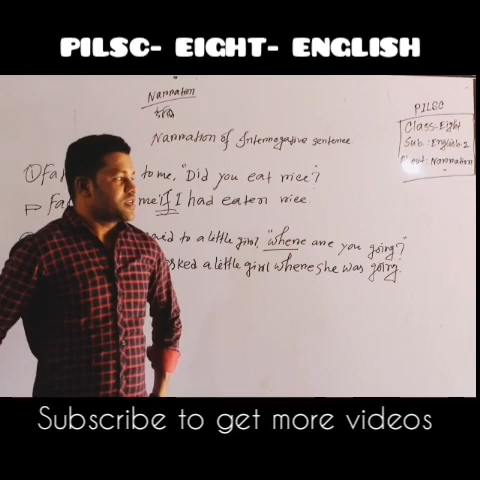 PILSC- EIGHT- ENGLISH
Narration
PILSC
Class-Eight
Sub: English-2
Narration
Narration of Interrogative sentence
① to me, "Did you eat rice?
me if I had eaten rice.
to a little girl, "where are you going?"
asked a little girl where she was going.
Subscribe to get more videos